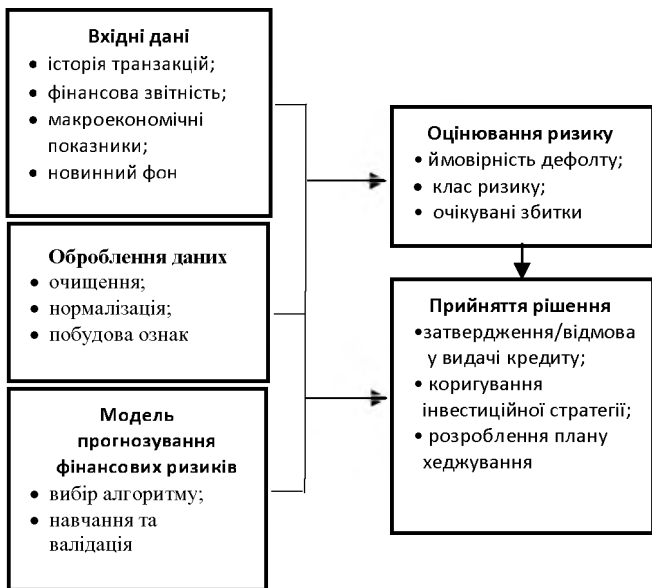 Вхідні дані
• історія транзакцій;
• фінансова звітність;
• макроекономічні
показники;
• новинний фон
Оброблення даних
• очищення;
• нормалізація;
• побудова ознак
Модель
прогнозування
фінансових ризиків
• вибір алгоритму;
• навчання та
валідація
Оцінювання ризику
• ймовірність дефолту;
• клас ризику;
• очікувані збитки
Прийняття рішення
•затвердження/відмова
у видачі кредиту;
• коригування
інвестиційної стратегії;
• розроблення плану
хеджування